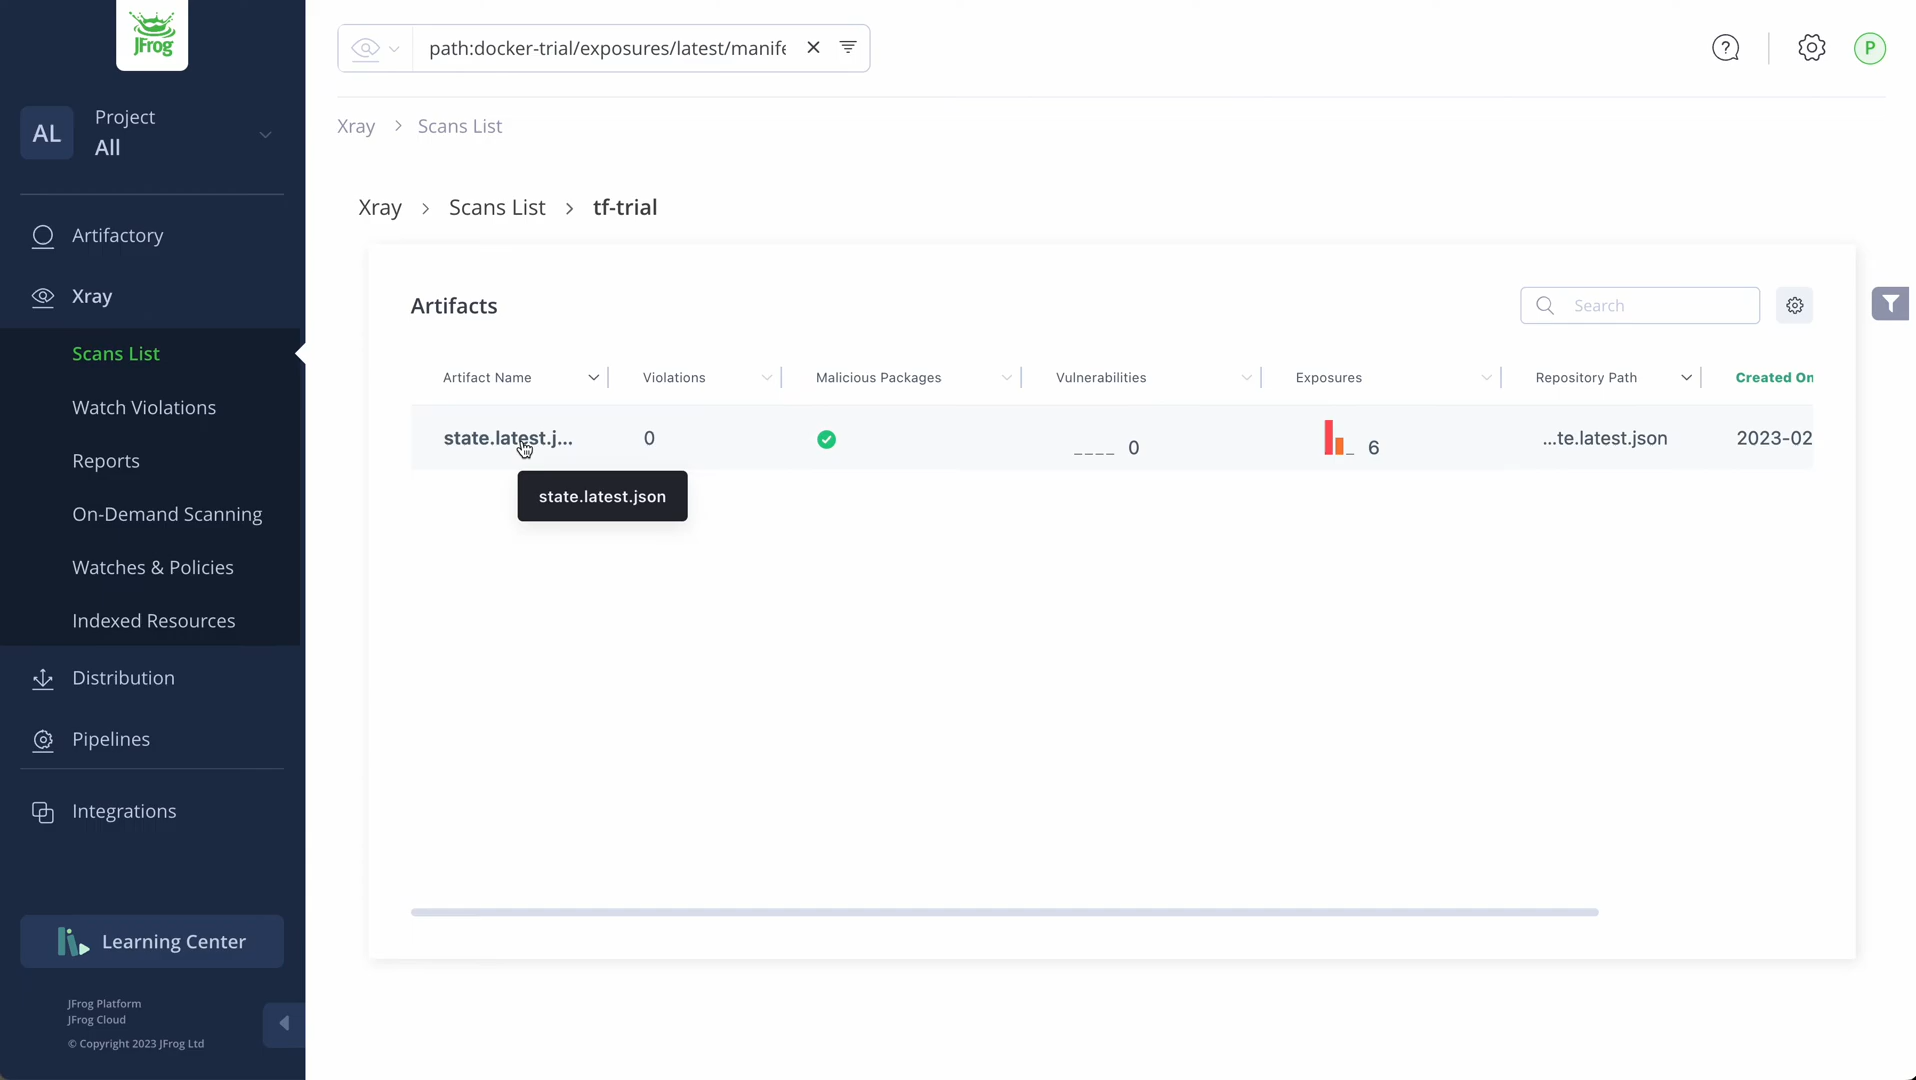 JFrog
path:docker-trial/exposures/latest/manife
P
AL
Project
All
Xray > Scans List
Xray > Scans List > tf-trial
Artifactory
Xray
Scans List
Watch Violations
Reports
On-Demand Scanning
Watches & Policies
Indexed Resources
Distribution
Pipelines
Integrations
Learning Center
JFrog Platform
JFrog Cloud
© Copyright 2023 JFrog Ltd
Artifacts
Search
Artifact Name Violations Malicious Packages Vulnerabilities Exposures Repository Path Created On
state.latest.j... 0 0 6 ...te.latest.json 2023-02
state.latest.json